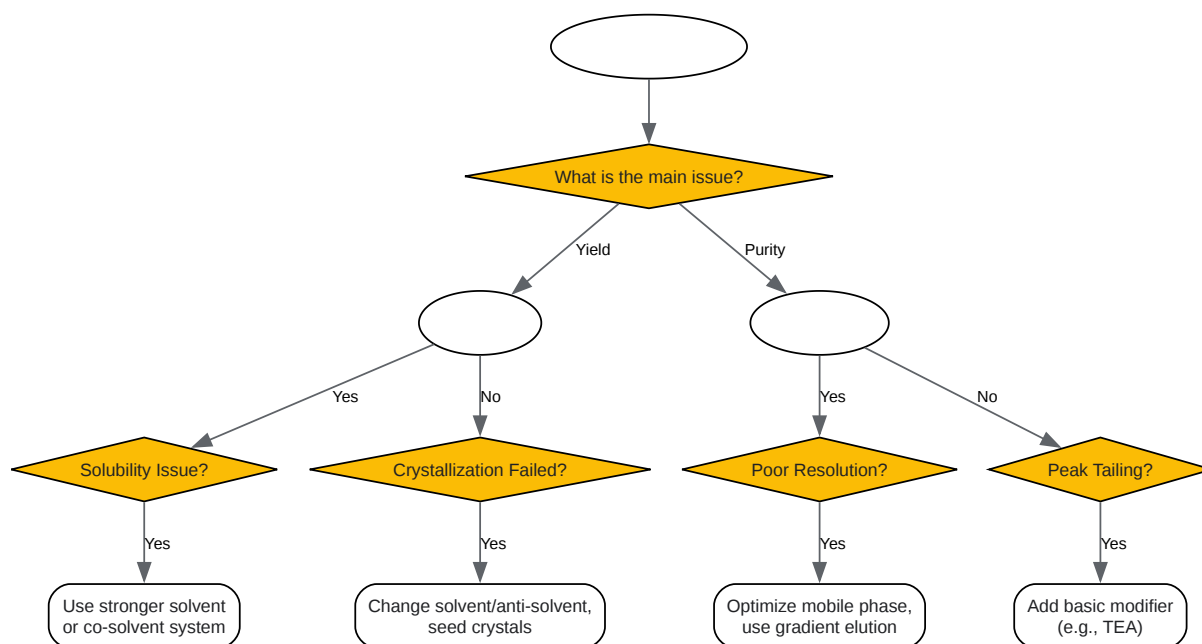 What is the main issue?
Yield
Purity
Yes
No
Yes
No
Solubility Issue?
Crystallization Failed?
Poor Resolution?
Peak Tailing?
Yes
Yes
Yes
Yes
Use stronger solvent
or co-solvent system
Change solvent/anti-solvent,
seed crystals
Optimize mobile phase,
use gradient elution
Add basic modifier
(e.g., TEA)